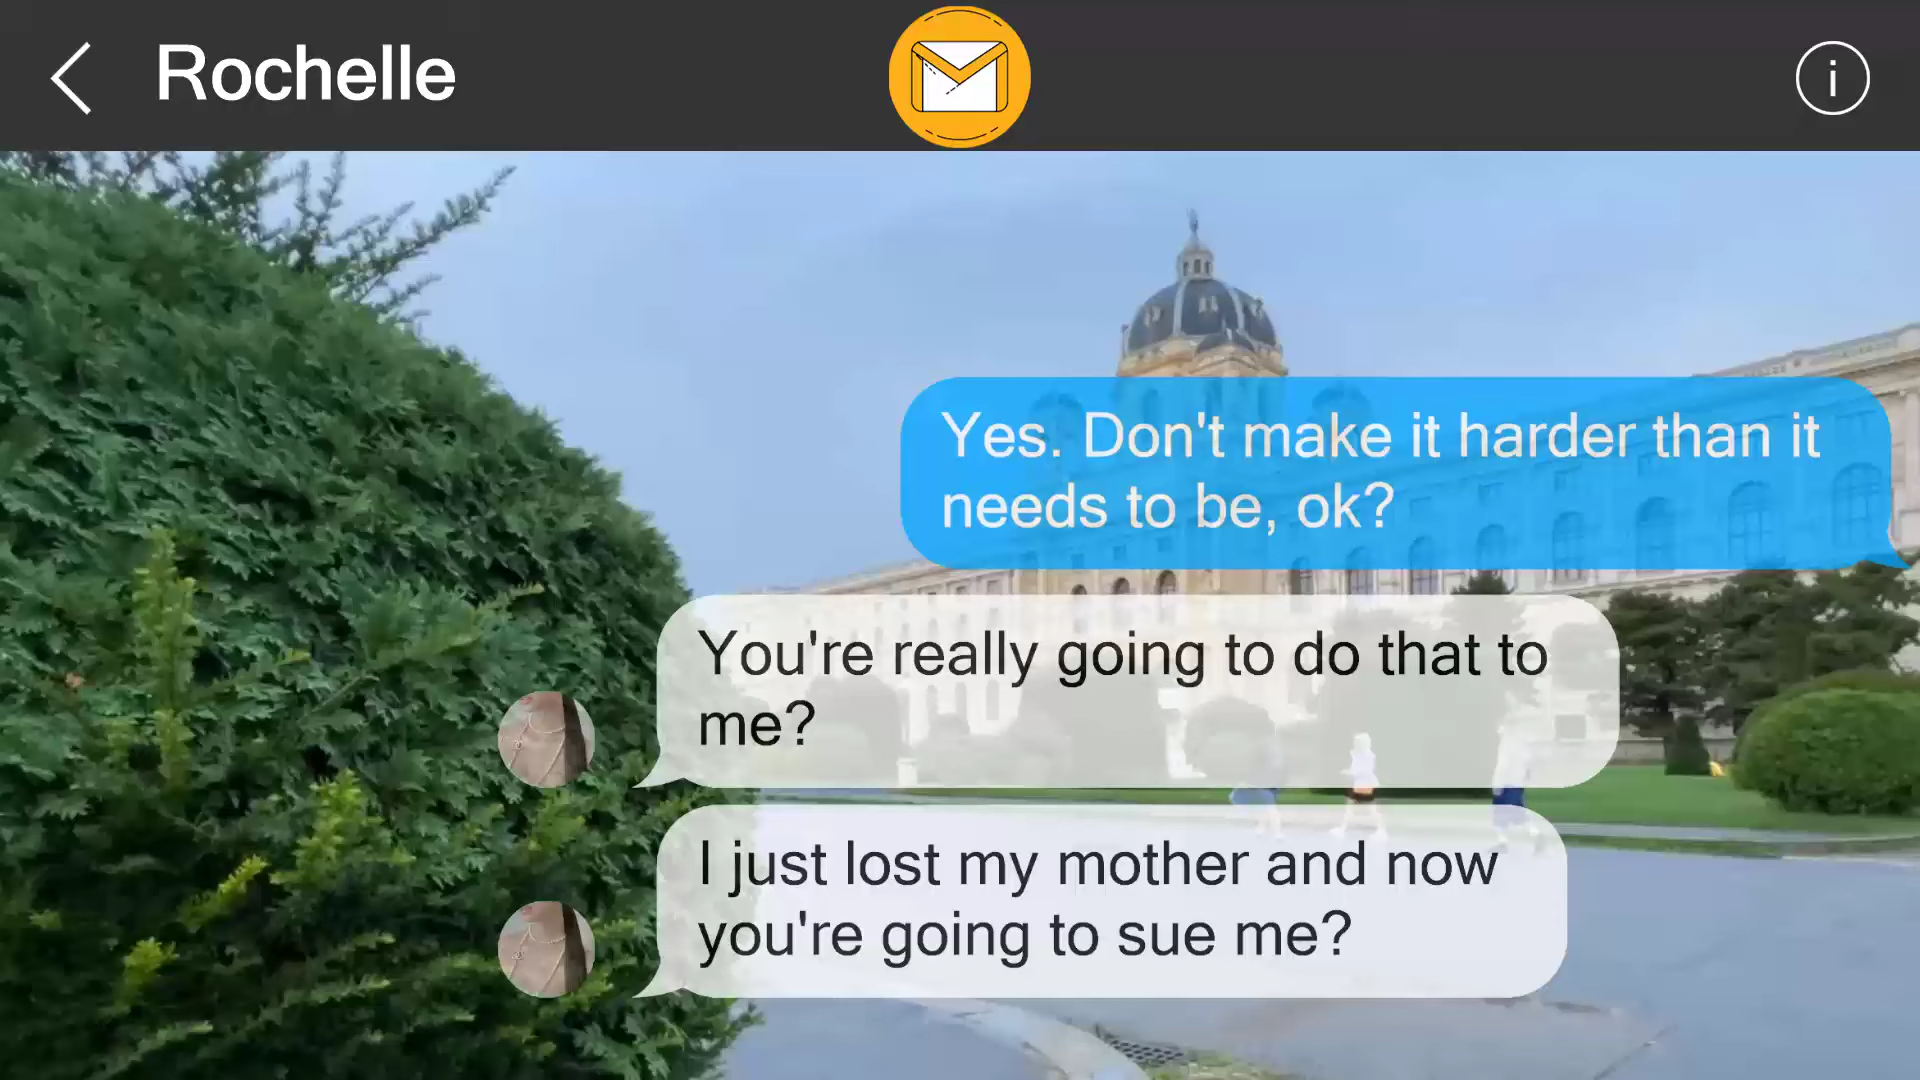 Rochelle
Yes. Don't make it harder than it
needs to be, ok?
You're really going to do that to
me?
I just lost my mother and now
you're going to sue me?